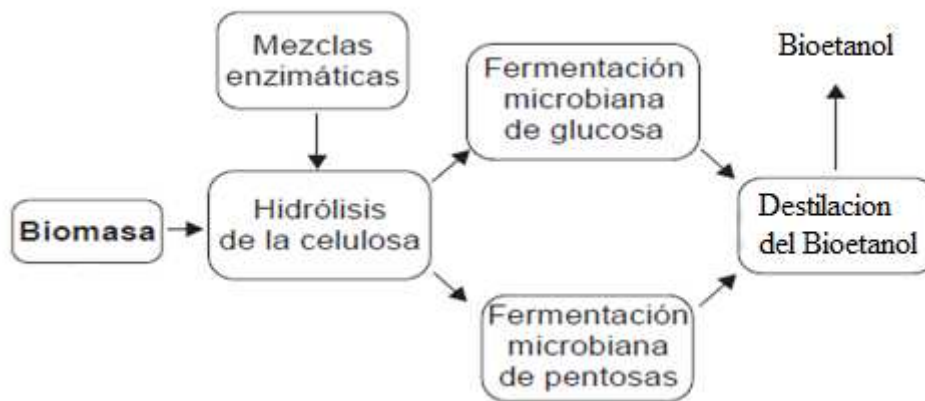 Mezclas
enzimáticas
Fermentación
microbiana
de glucosa
Bioetanol
Biomasa
Hidrólisis
de la celulosa
Destilacion
del Bioetanol
Fermentación
microbiana
de pentosas